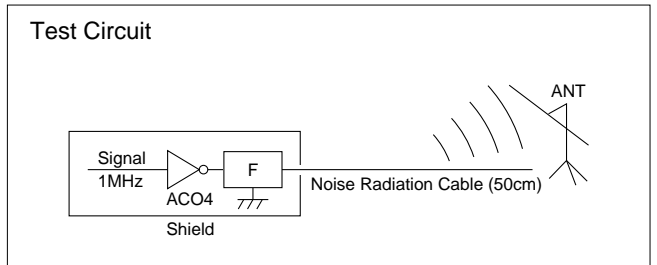 Test Circuit
ANT
Signal
1MHz
F
ACO4
Noise Radiation Cable (50cm)
Shield